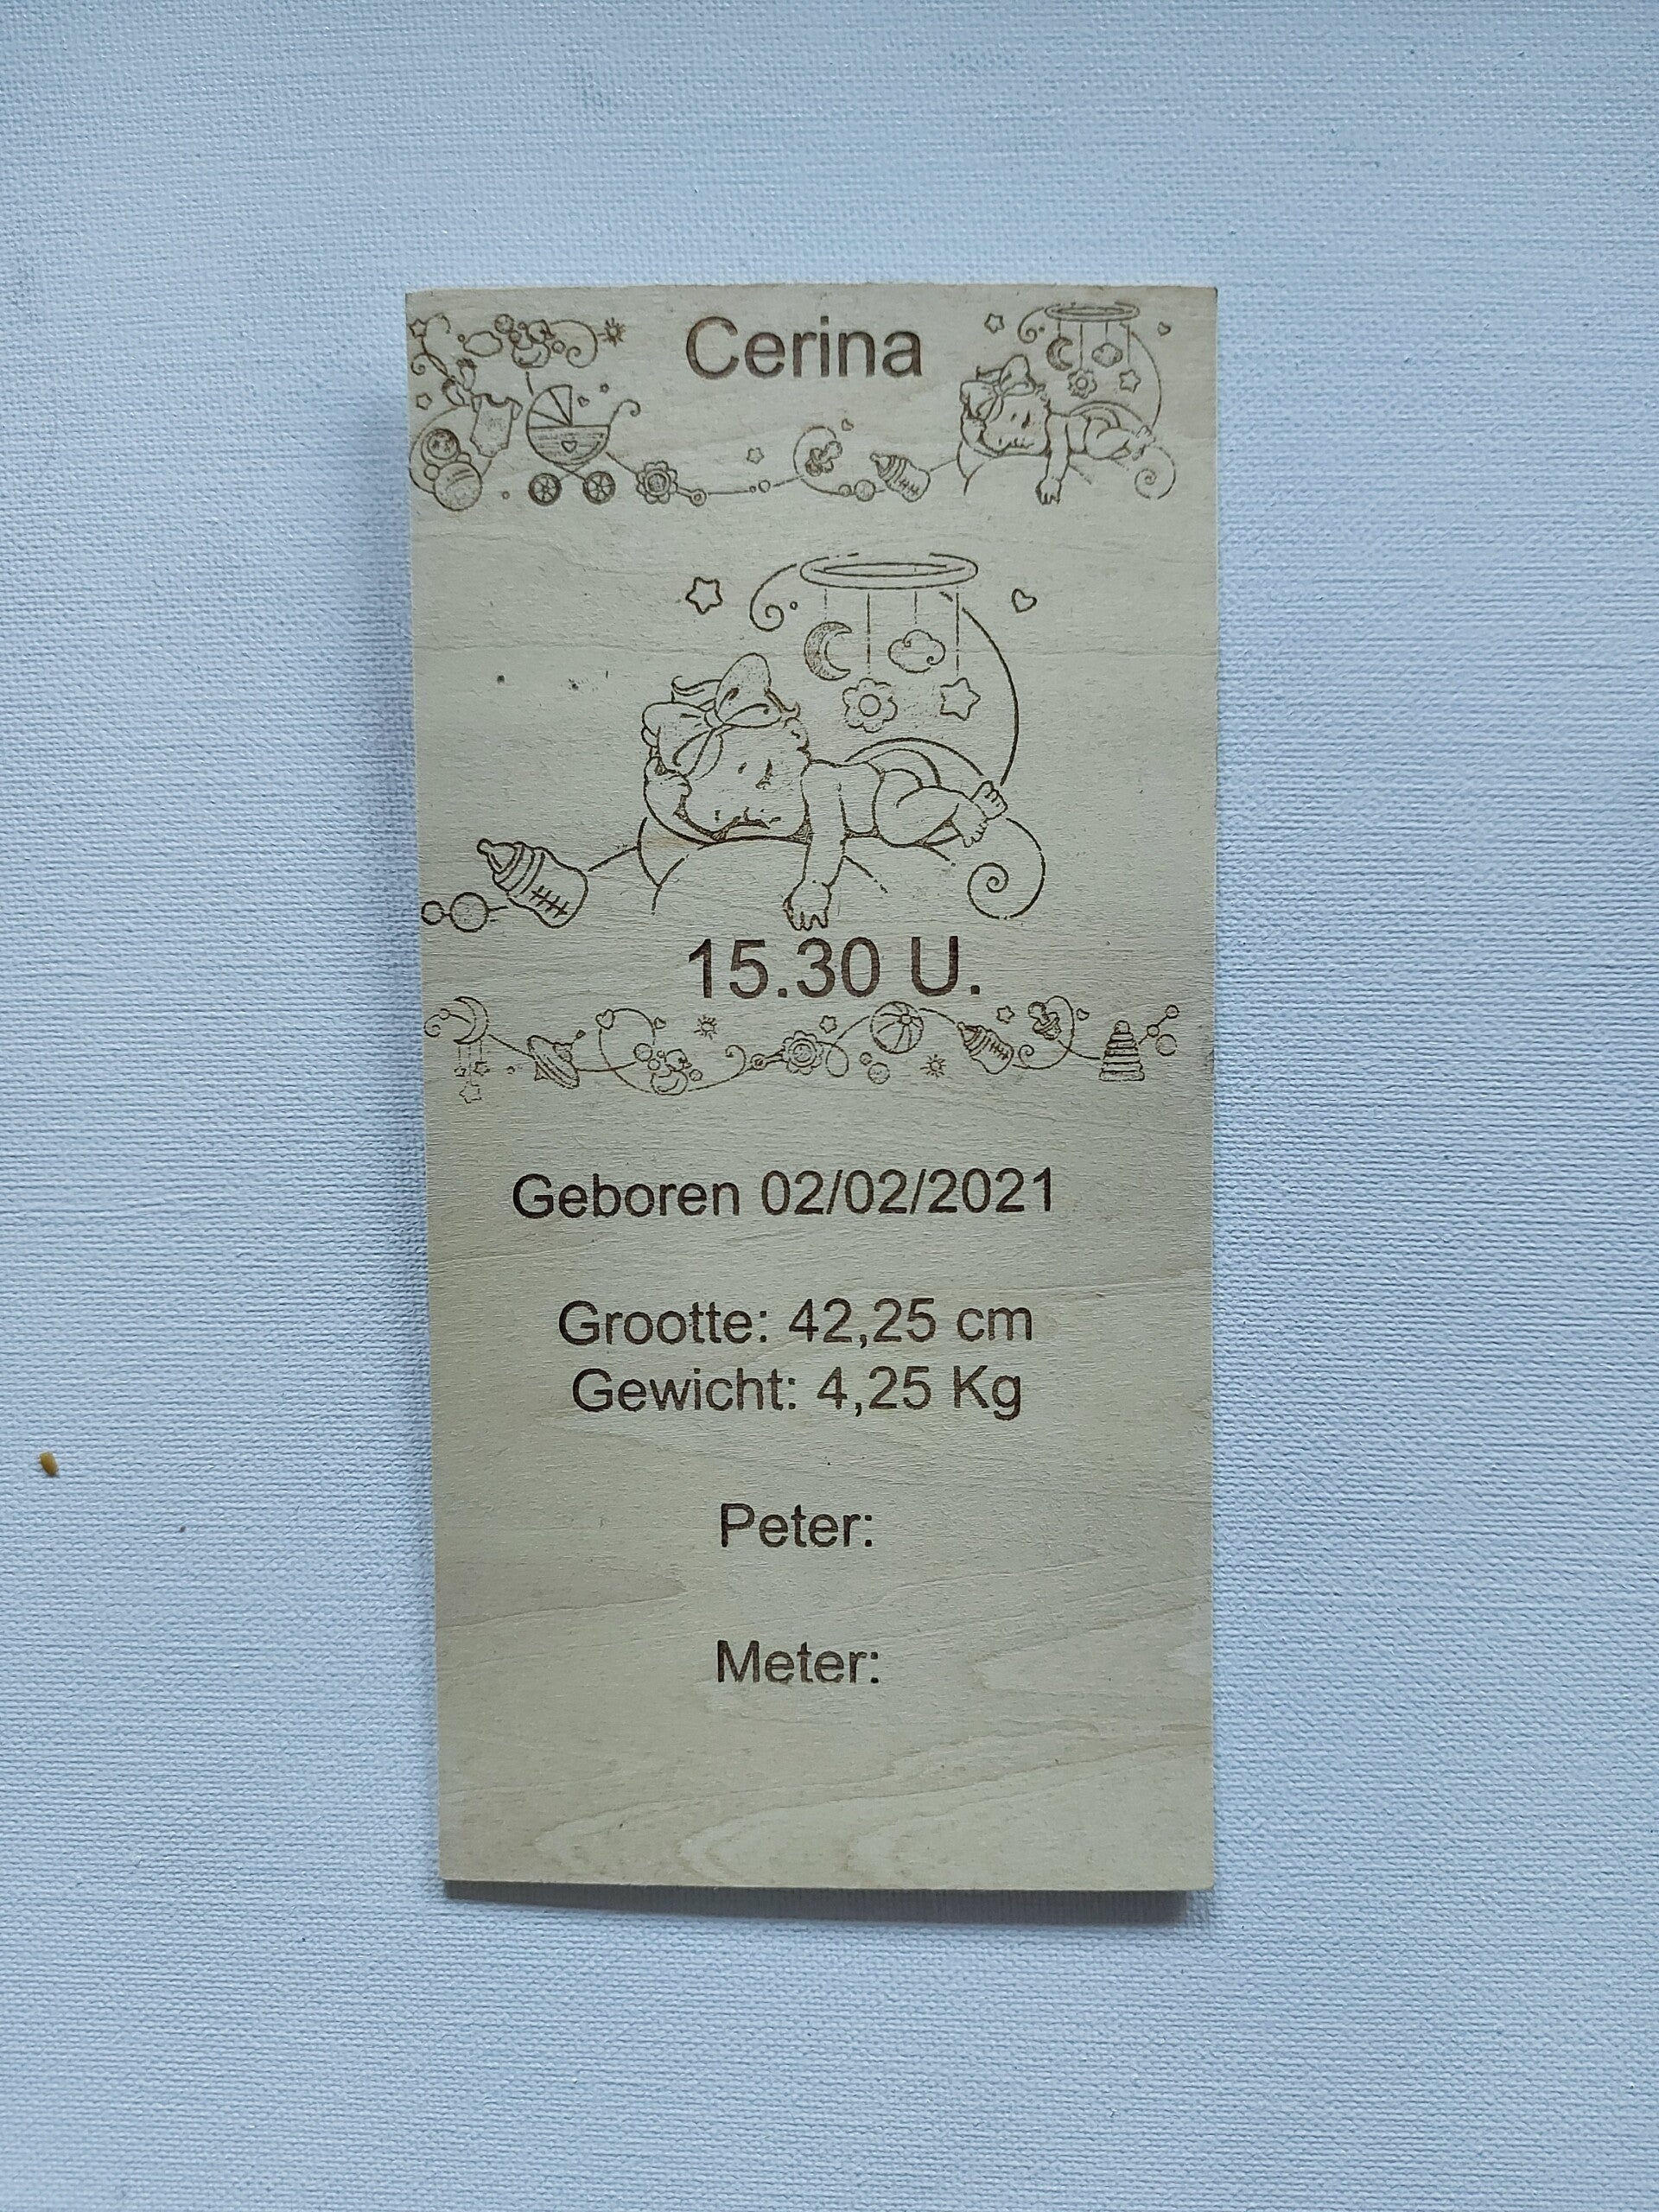 Cerina
15.30 U.
Geboren 02/02/2021
Grootte: 42,25 cm
Gewicht: 4,25 Kg
Peter:
Meter: